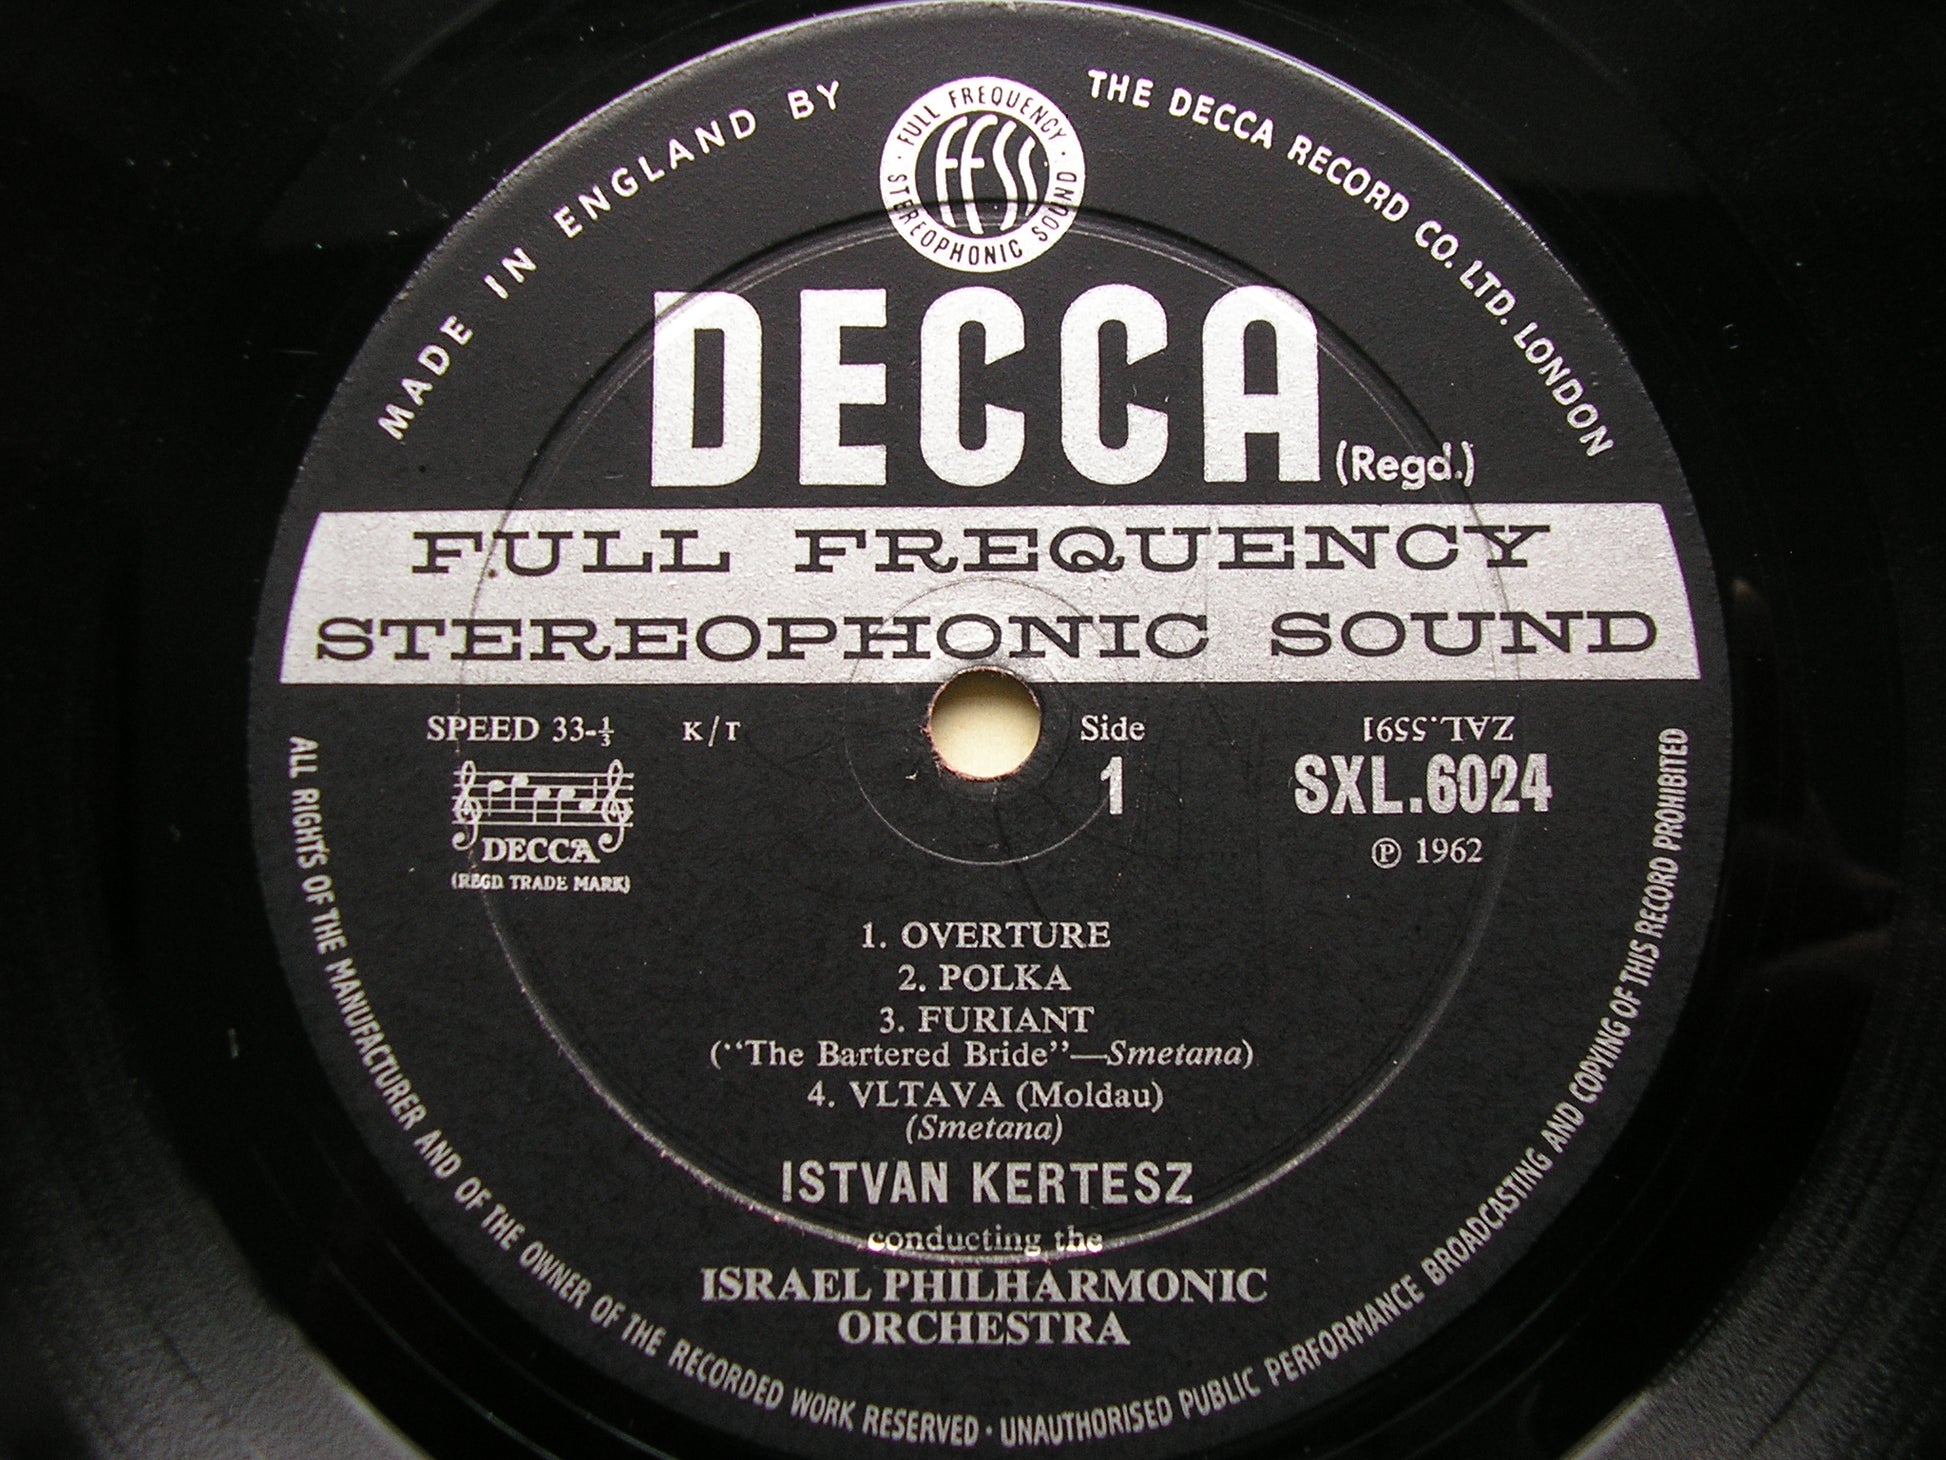 MADE IN ENGLAND BY
THE DECCA RECORD CO. LTD. LONDON
FULL FREQUENCY
FFSS
STEREOPHONIC SOUND
DECCA (Regd.)
FULL FREQUENCY
STEREOPHONIC SOUND
SPEED 33-⅓ K/T
Side
1
ZAL.5591
SXL.6024
℗ 1962
DECCA
(REGD. TRADE MARK)
1. OVERTURE
2. POLKA
3. FURIANT
("The Bartered Bride"—Smetana)
4. VLTAVA (Moldau)
(Smetana)
ISTVAN KERTESZ
conducting the
ISRAEL PHILHARMONIC
ORCHESTRA
ALL RIGHTS OF THE MANUFACTURER AND OF THE OWNER OF THE RECORDED WORK RESERVED · UNAUTHORISED PUBLIC PERFORMANCE BROADCASTING AND COPYING OF THIS RECORD PROHIBITED